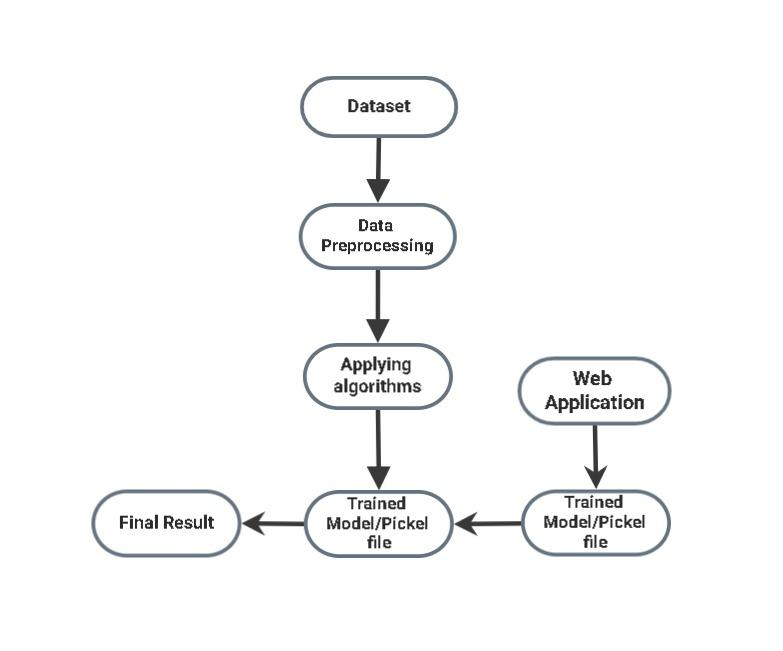 Dataset
Data
Preprocessing
Applying
algorithms
Web
Application
Final Result
Trained
Model/Pickel
file
Trained
Model/Pickel
file